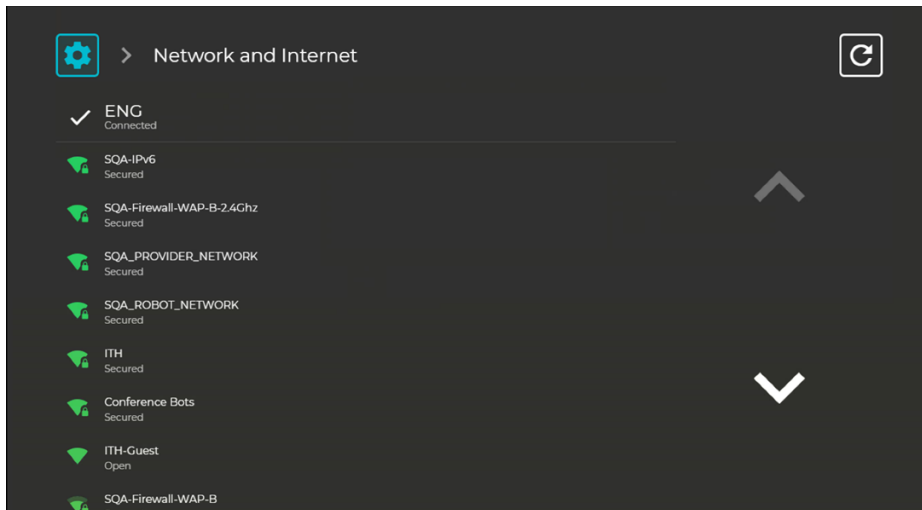 Network and Internet
ENG
Connected
SQA-IPv6
Secured
SQA-Firewall-WAP-B-2.4Ghz
Secured
SQA_PROVIDER_NETWORK
Secured
SQA_ROBOT_NETWORK
Secured
ITH
Secured
Conference Bots
Secured
ITH-Guest
Open
SQA-Firewall-WAP-B